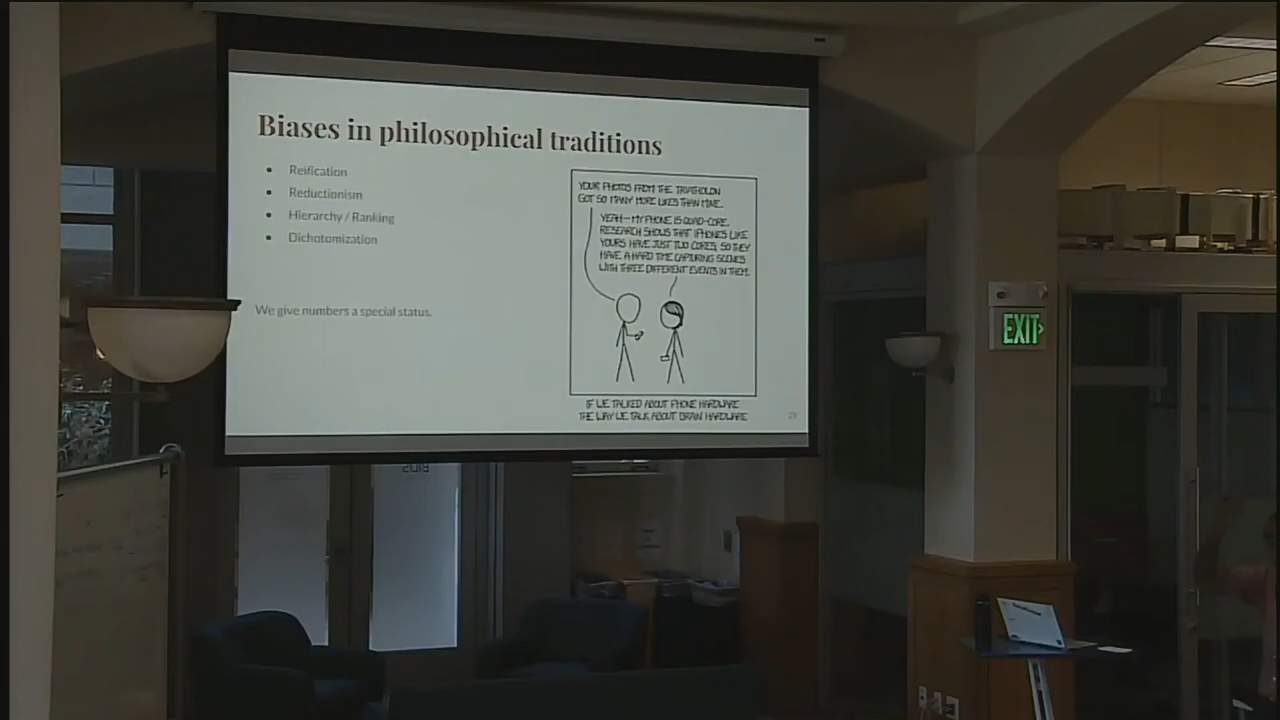 Biases in philosophical traditions
Reification
Reductionism
Hierarchy / Ranking
Dichotomization
We give numbers a special status.
YOUR PHOTOS FROM THE TRIATHOLON
GOT SO MANY MORE LIKES THAN MINE.
YEAH—MY PHONE IS QUAD-CORE.
RESEARCH SHOWS THAT IPHONES LIKE
YOURS HAVE JUST TWO CORES, SO THEY
HAVE A HARD TIME CAPTURING SCENES
WITH THREE DIFFERENT EVENTS IN THEM.
IF WE TALKED ABOUT PHONE HARDWARE
THE WAY WE TALK ABOUT BRAIN HARDWARE
EXIT